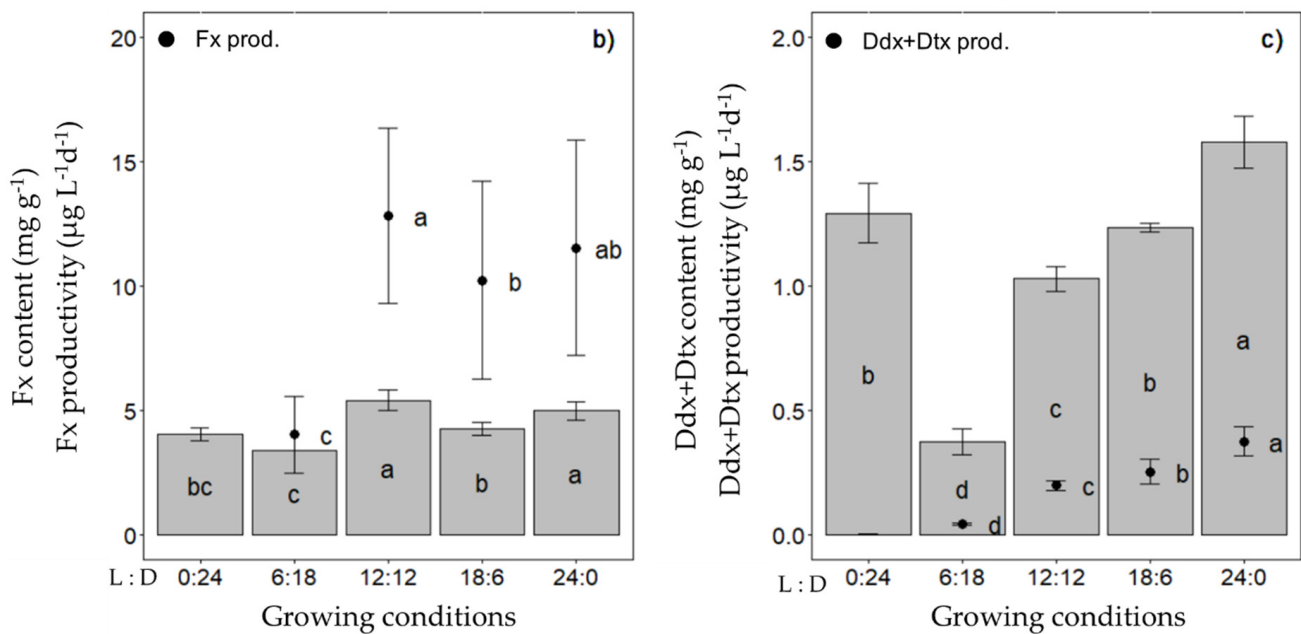 Fx content (mg g-1)
Fx productivity (µg L-1d-1)
20
15
10
5
0
Fx prod.
b)
a
b
ab
c
bc
c
a
b
a
L : D 0:24 6:18 12:12 18:6 24:0
Growing conditions
Ddx+Dtx content (mg g-1)
Ddx+Dtx productivity (µg L-1d-1)
2.0
1.5
1.0
0.5
0.0
Ddx+Dtx prod.
c)
b
d
c
b
a
d
c
b
a
L : D 0:24 6:18 12:12 18:6 24:0
Growing conditions